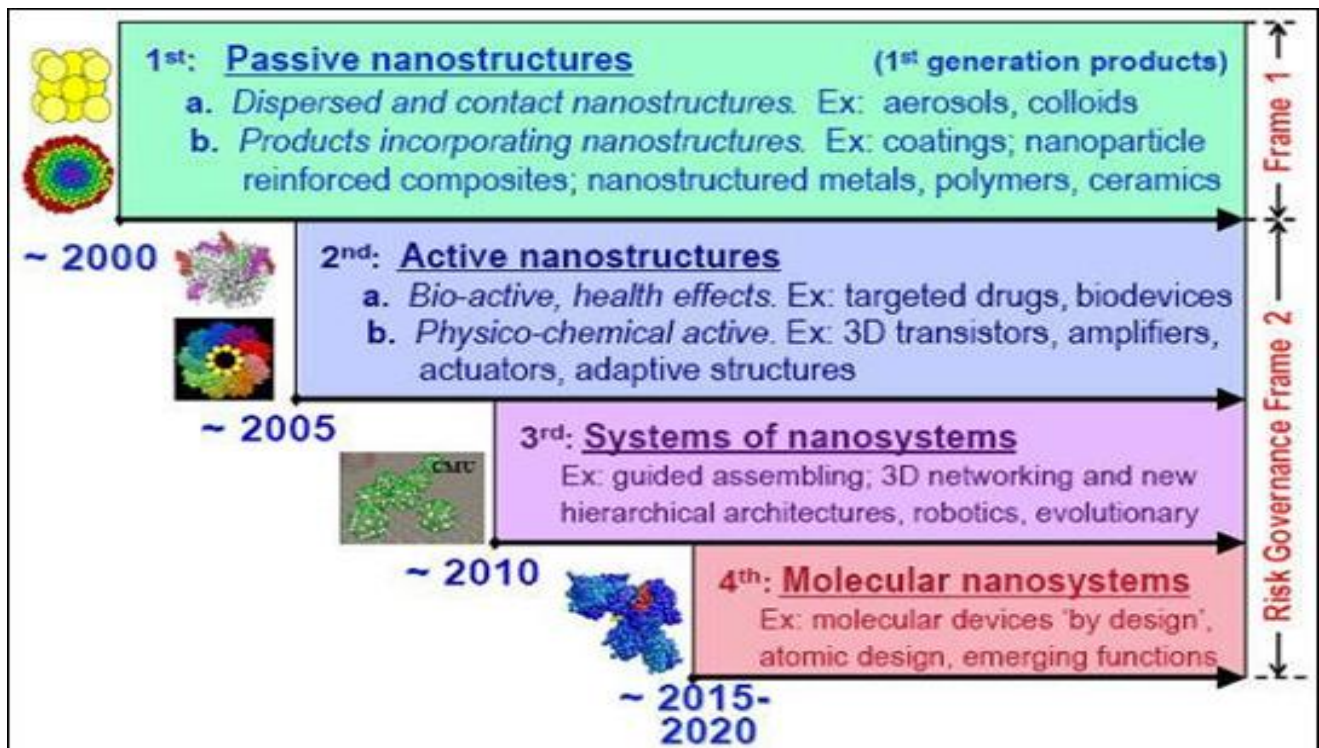 1st: Passive nanostructures (1st generation products)
a. Dispersed and contact nanostructures. Ex: aerosols, colloids
b. Products incorporating nanostructures. Ex: coatings; nanoparticle
reinforced composites; nanostructured metals, polymers, ceramics
~ 2000
2nd: Active nanostructures
a. Bio-active, health effects. Ex: targeted drugs, biodevices
b. Physico-chemical active. Ex: 3D transistors, amplifiers,
actuators, adaptive structures
~ 2005
CMU
3rd: Systems of nanosystems
Ex: guided assembling; 3D networking and new
hierarchical architectures, robotics, evolutionary
~ 2010
4th: Molecular nanosystems
Ex: molecular devices ‘by design’,
atomic design, emerging functions
~ 2015-
2020
Frame 1
Risk Governance Frame 2